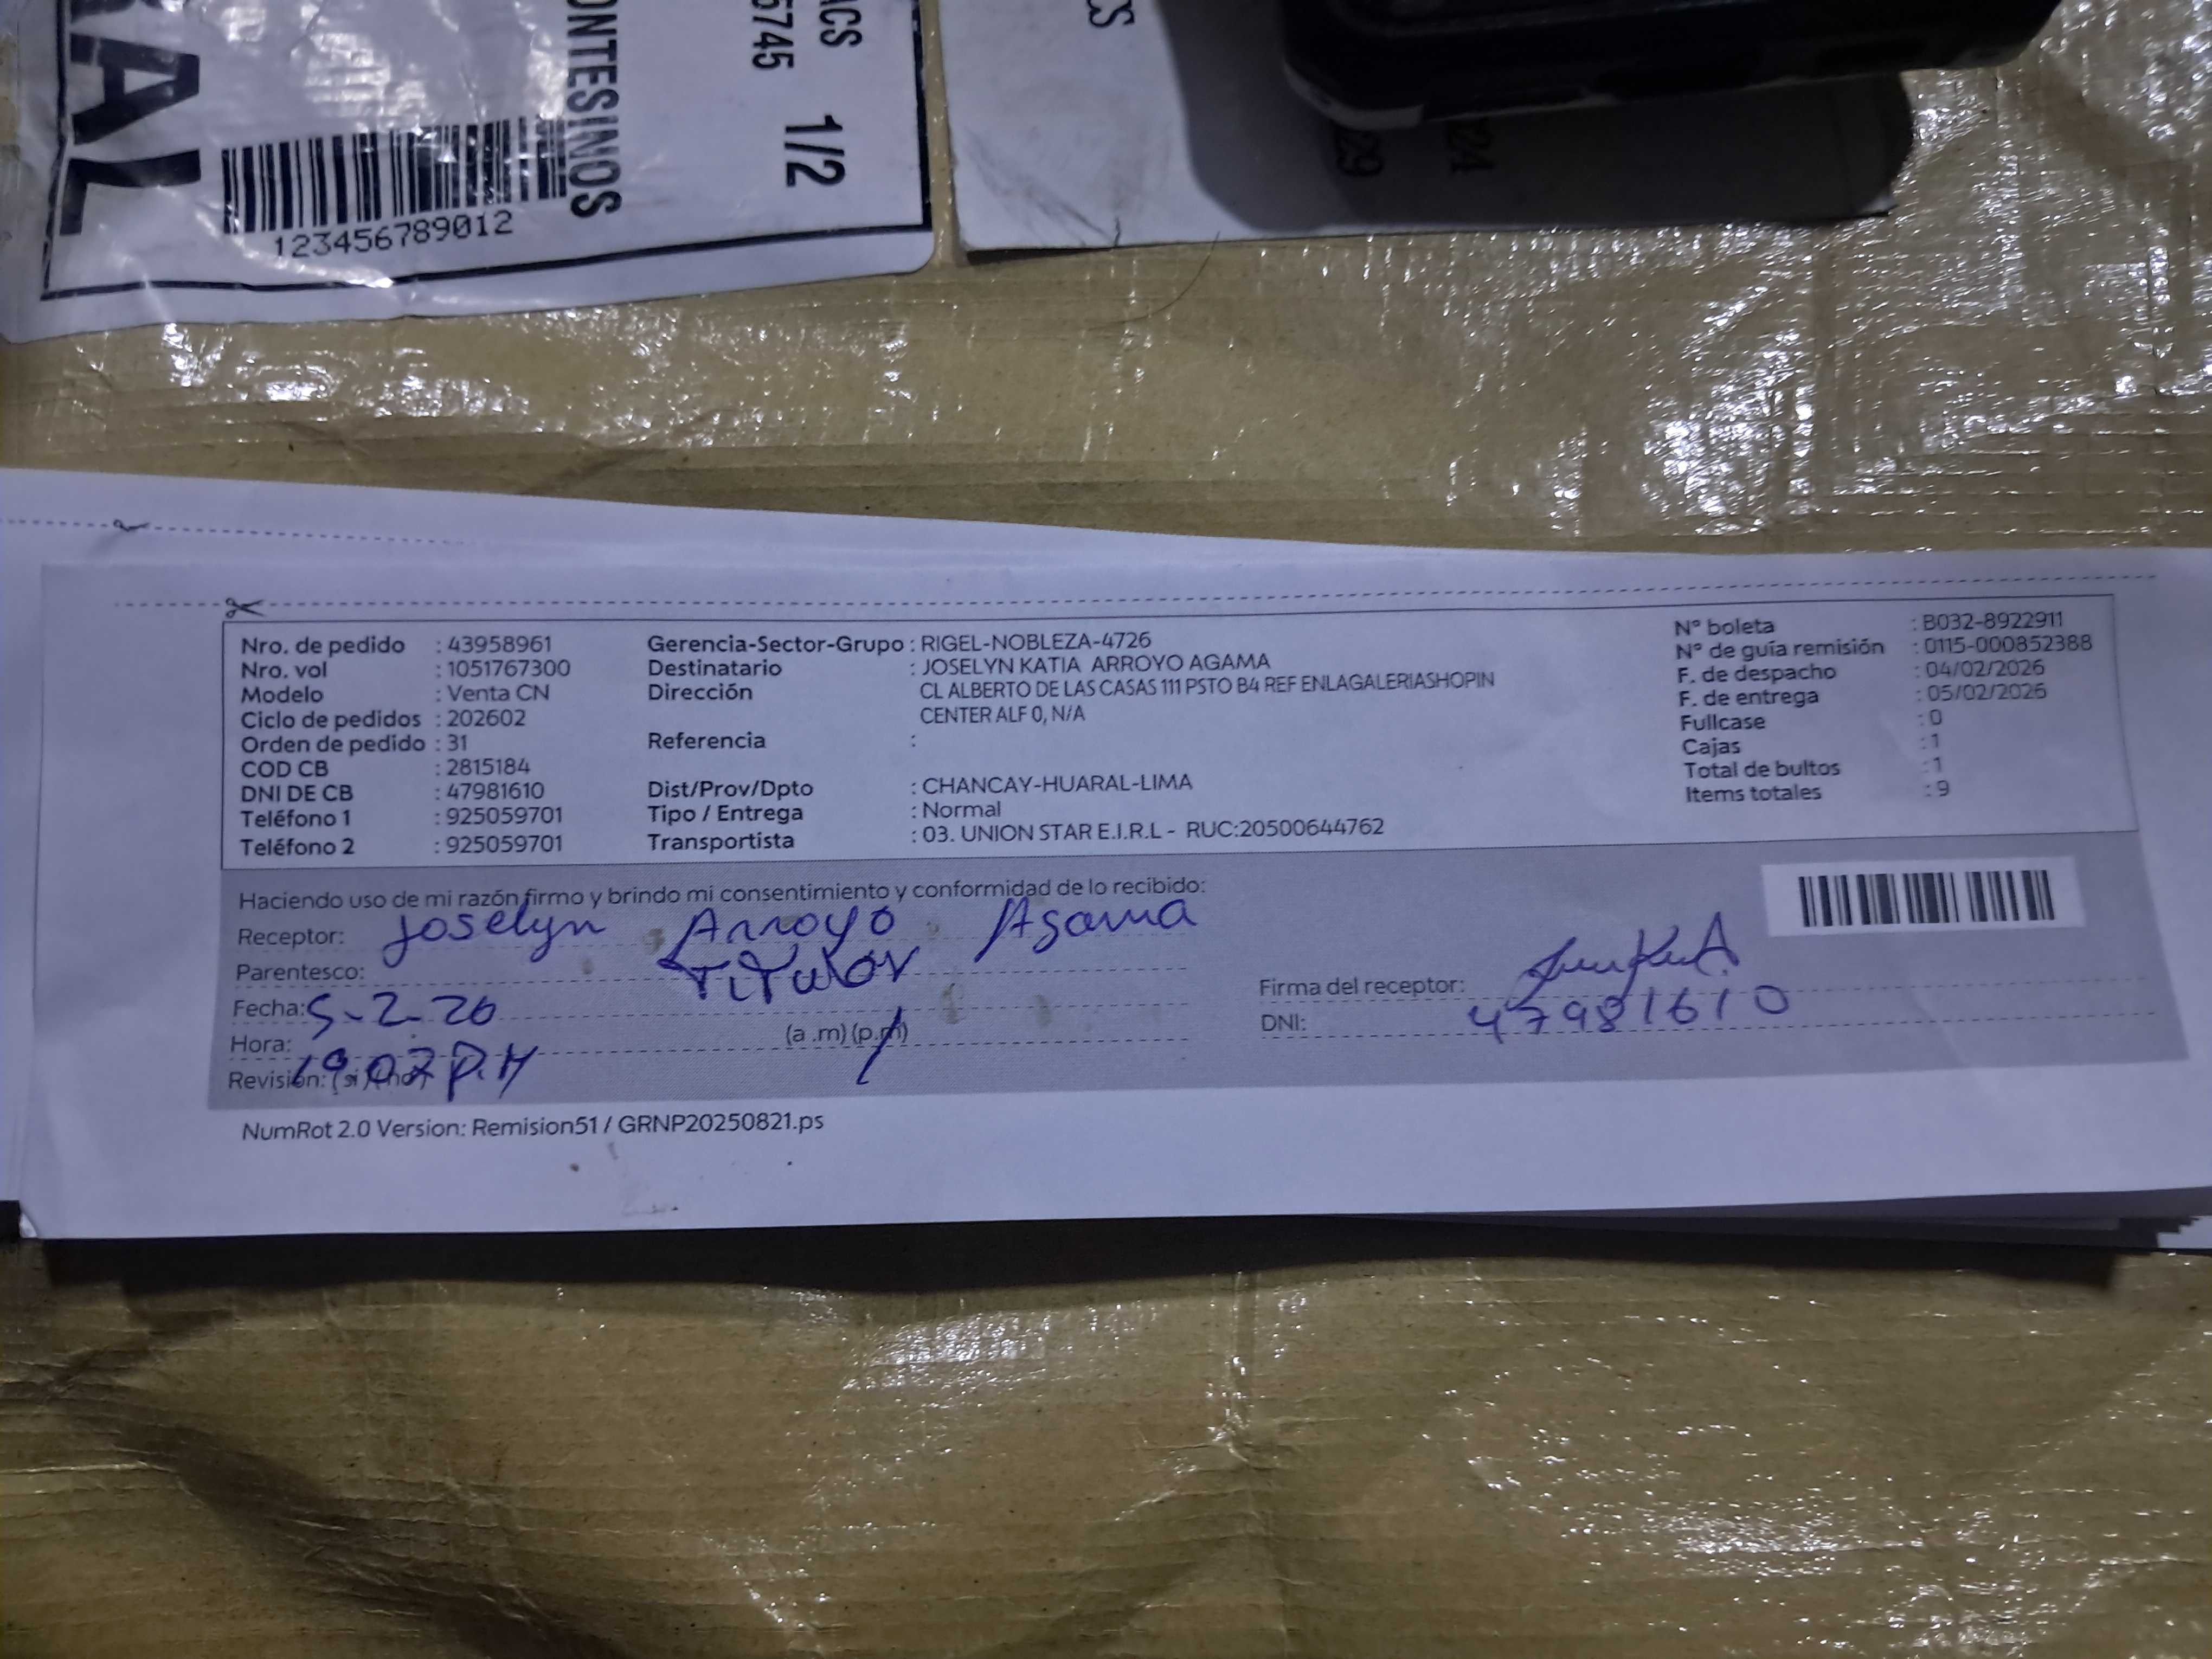 RAL
123456789012
ONTESINOS
5745
ACS
1/2
ES
29
24
Nro. de pedido : 43958961
Nro. vol : 1051767300
Modelo : Venta CN
Ciclo de pedidos : 202602
Orden de pedido : 31
COD CB : 2815184
DNI DE CB : 47981610
Teléfono 1 : 925059701
Teléfono 2 : 925059701
Gerencia-Sector-Grupo : RIGEL-NOBLEZA-4726
Destinatario : JOSELYN KATIA ARROYO AGAMA
Dirección CL ALBERTO DE LAS CASAS 111 PSTO B4 REF ENLAGALERIASHOPIN
CENTER ALF 0, N/A
Referencia :
Dist/Prov/Dpto : CHANCAY-HUARAL-LIMA
Tipo / Entrega : Normal
Transportista : 03. UNION STAR E.I.R.L - RUC:20500644762
N° boleta : B032-8922911
N° de guía remisión : 0115-000852388
F. de despacho : 04/02/2026
F. de entrega : 05/02/2026
Fullcase : 0
Cajas : 1
Total de bultos : 1
Items totales : 9
Haciendo uso de mi razón firmo y brindo mi consentimiento y conformidad de lo recibido:
Receptor: Joselyn Arroyo Agama
Parentesco: Titular
Fecha: 5-2-26
Hora: (a .m) (p.m)
Revisión: (si) (no) 19:07 P.M
Firma del receptor:
DNI: 47981610
NumRot 2.0 Version: Remision51 / GRNP20250821.ps